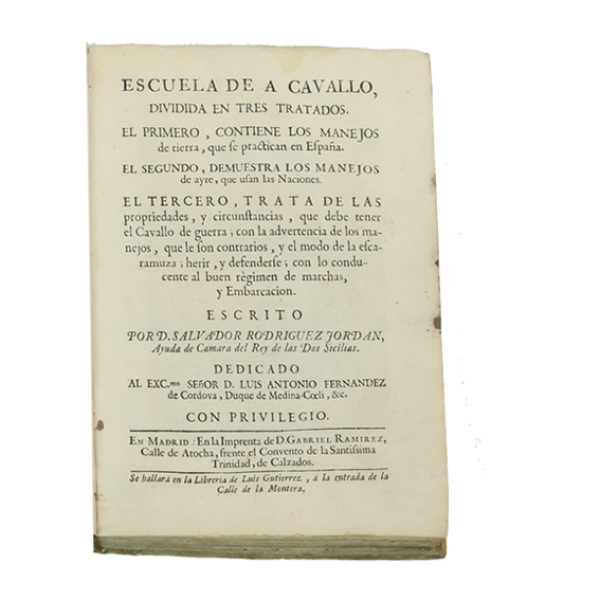 ESCUELA DE A CAVALLO,
DIVIDIDA EN TRES TRATADOS.
EL PRIMERO, CONTIENE LOS MANEJOS
de tierra, que ſe practican en Eſpaña.
EL SEGUNDO, DEMUESTRA LOS MANEJOS
de ayre, que uſan las Naciones.
EL TERCERO, TRATA DE LAS
propriedades, y circunſtancias, que debe tener
el Cavallo de guerra; con la advertencia de los ma-
nejos, que le ſon contrarios, y el modo de la eſca-
ramuza; herir, y defenderſe; con lo condu-
cente al buen règimen de marchas,
y Embarcacion.
ESCRITO
POR D. SALVADOR RODRIGUEZ JORDAN,
Ayuda de Camara del Rey de las Dos Sicilias.
DEDICADO
AL EXC.mo SEÑOR D. LUIS ANTONIO FERNANDEZ
de Cordova, Duque de Medina-Cœli, &c.
CON PRIVILEGIO.
EN MADRID: En la Imprenta de D. GABRIEL RAMIREZ,
Calle de Atocha, frente el Convento de la Santiſsima
Trinidad, de Calzados.
Se hallará en la Libreria de Luis Gutierrez, á la entrada de la
Calle de la Montera.